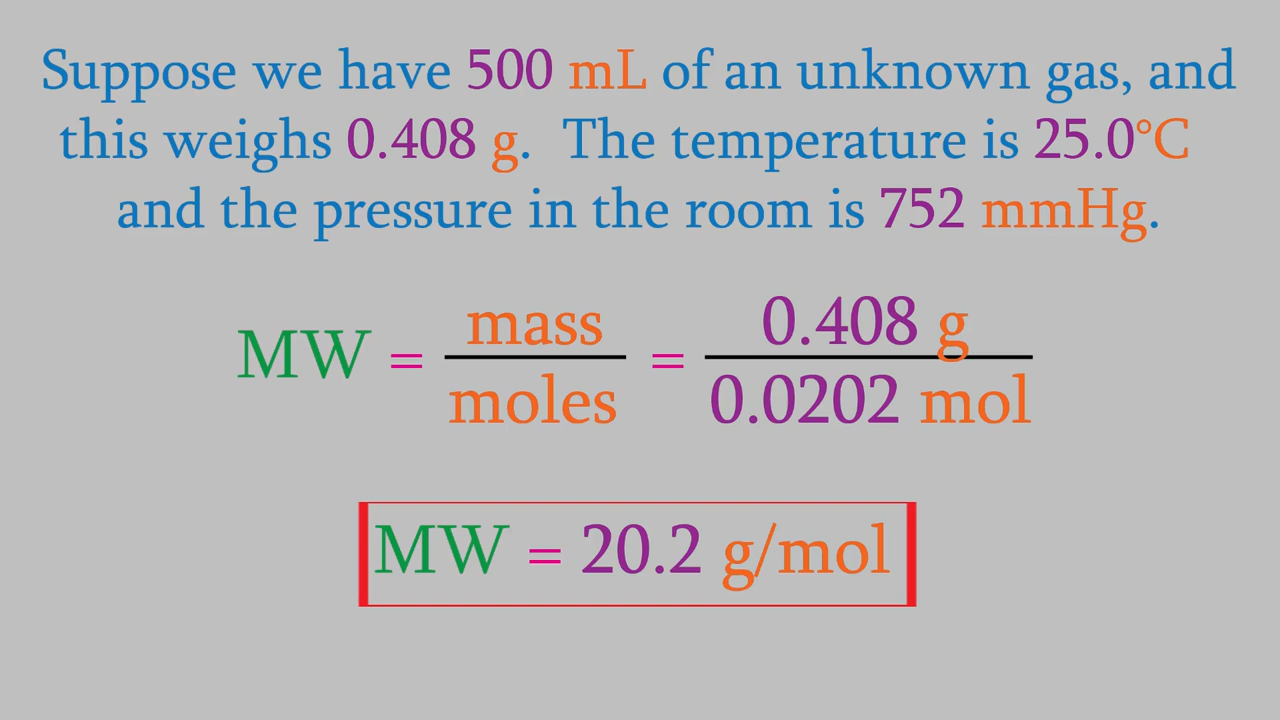 Suppose we have 500 mL of an unknown gas, and
this weighs 0.408 g. The temperature is 25.0°C
and the pressure in the room is 752 mmHg.
MW = mass / moles = 0.408 g / 0.0202 mol
MW = 20.2 g/mol